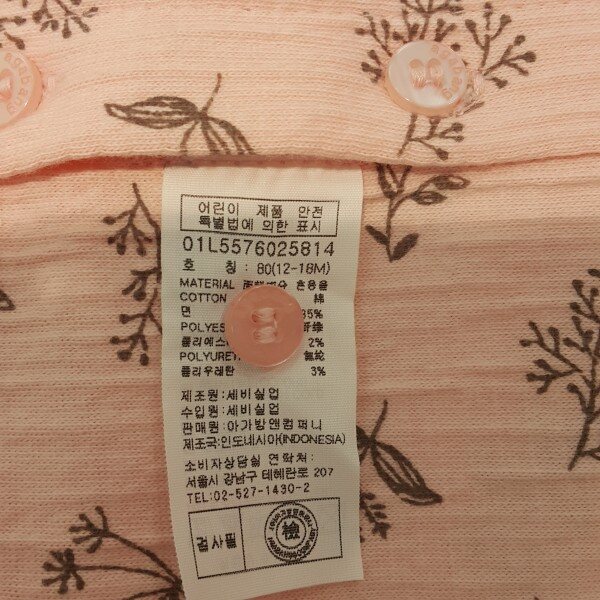 어린이 제품 안전
특별법에 의한 표시
01L5576025814
호 칭 : 80(12-18M)
MATERIAL 혼용율
COTTON 綿
면 95%
POLYES
폴리에스 2%
POLYURET
폴리우레탄 3%
제조원 : 세비실업
수입원 : 세비실업
판매원 : 아가방앤컴퍼니
제조국:인도네시아(INDONESIA)
소비자상담실 연락처 :
서울시 강남구 테헤란로 207
TEL:02-527-1430-2
검사필
檢